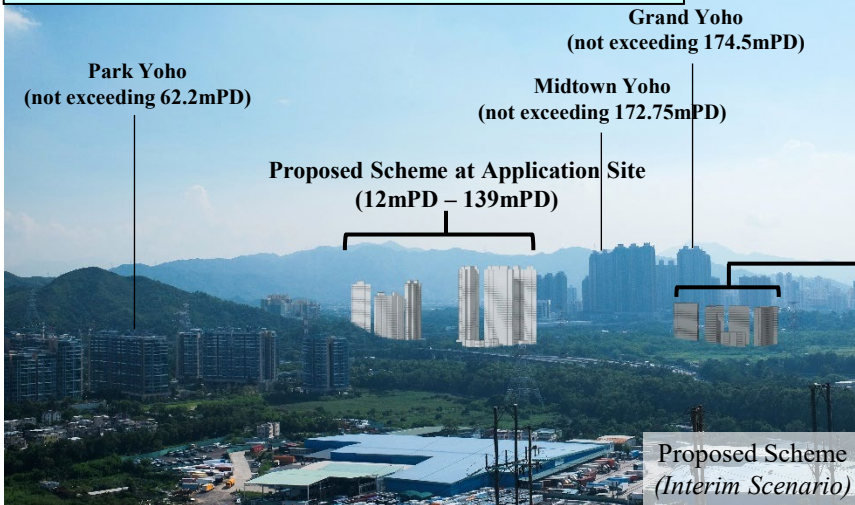 Grand Yoho
(not exceeding 174.5mPD)
Park Yoho
(not exceeding 62.2mPD)
Midtown Yoho
(not exceeding 172.75mPD)
Proposed Scheme at Application Site
(12mPD – 139mPD)
Proposed Scheme
(Interim Scenario)